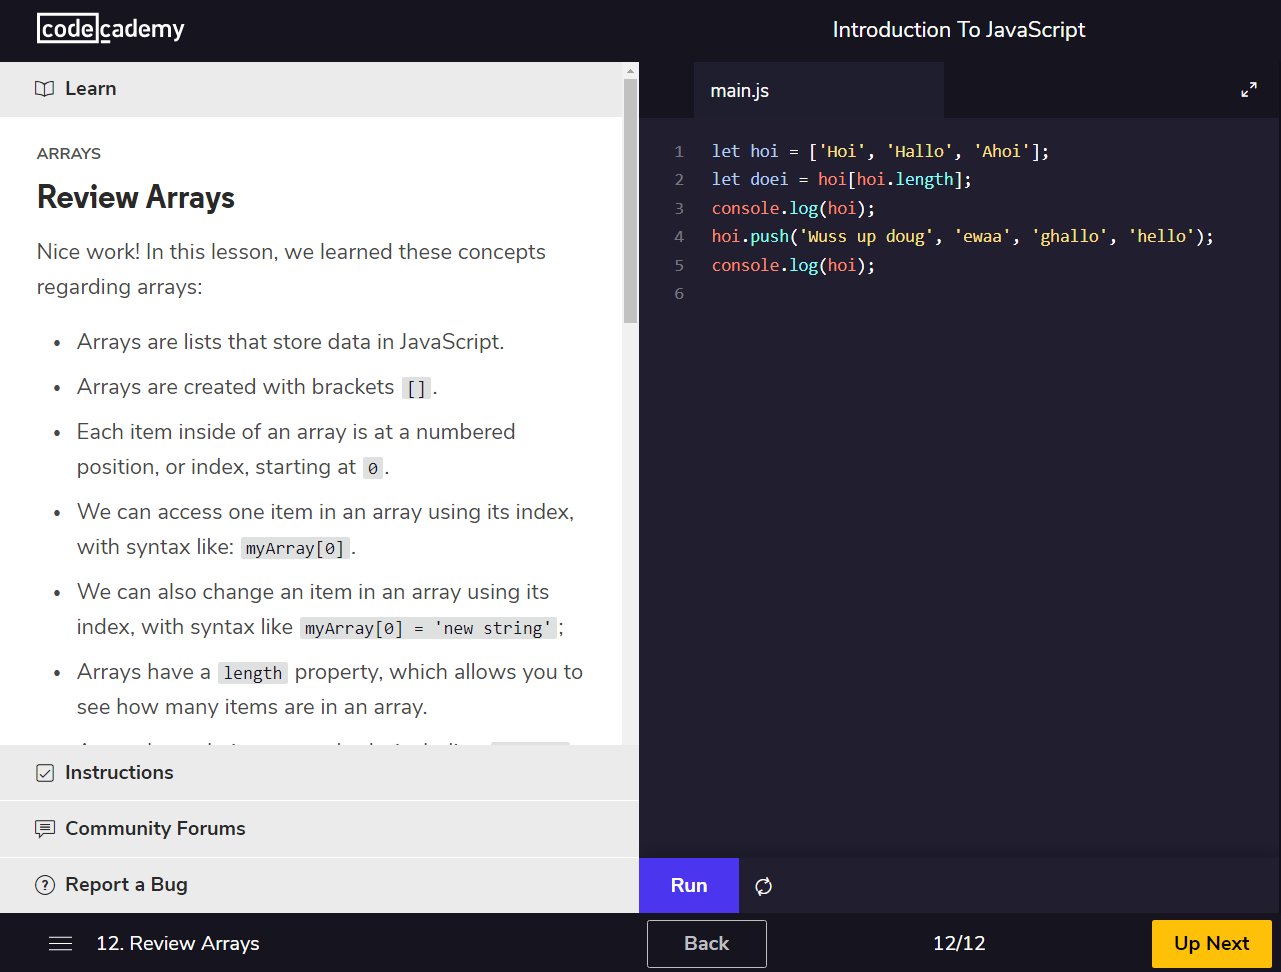 codecademy
Introduction To JavaScript
Learn
ARRAYS
Review Arrays
Nice work! In this lesson, we learned these concepts
regarding arrays:
• Arrays are lists that store data in JavaScript.
• Arrays are created with brackets [].
• Each item inside of an array is at a numbered
position, or index, starting at 0.
• We can access one item in an array using its index,
with syntax like: myArray[0].
• We can also change an item in an array using its
index, with syntax like myArray[0] = 'new string';
• Arrays have a length property, which allows you to
see how many items are in an array.
Instructions
Community Forums
Report a Bug
main.js
1 let hoi = ['Hoi', 'Hallo', 'Ahoi'];
2 let doei = hoi[hoi.length];
3 console.log(hoi);
4 hoi.push('Wuss up doug', 'ewaa', 'ghallo', 'hello');
5 console.log(hoi);
6
Run
12. Review Arrays
Back
12/12
Up Next